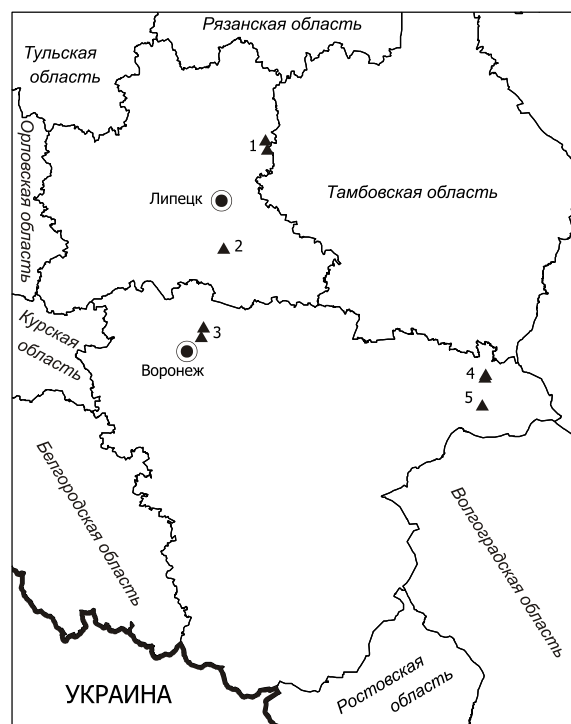 Рязанская область
Тульская
область
Орловская область
1
Липецк
Тамбовская область
2
Курская
область
3
Воронеж
4
5
Белгородская область
Волгоградская область
Ростовская
область
УКРАИНА